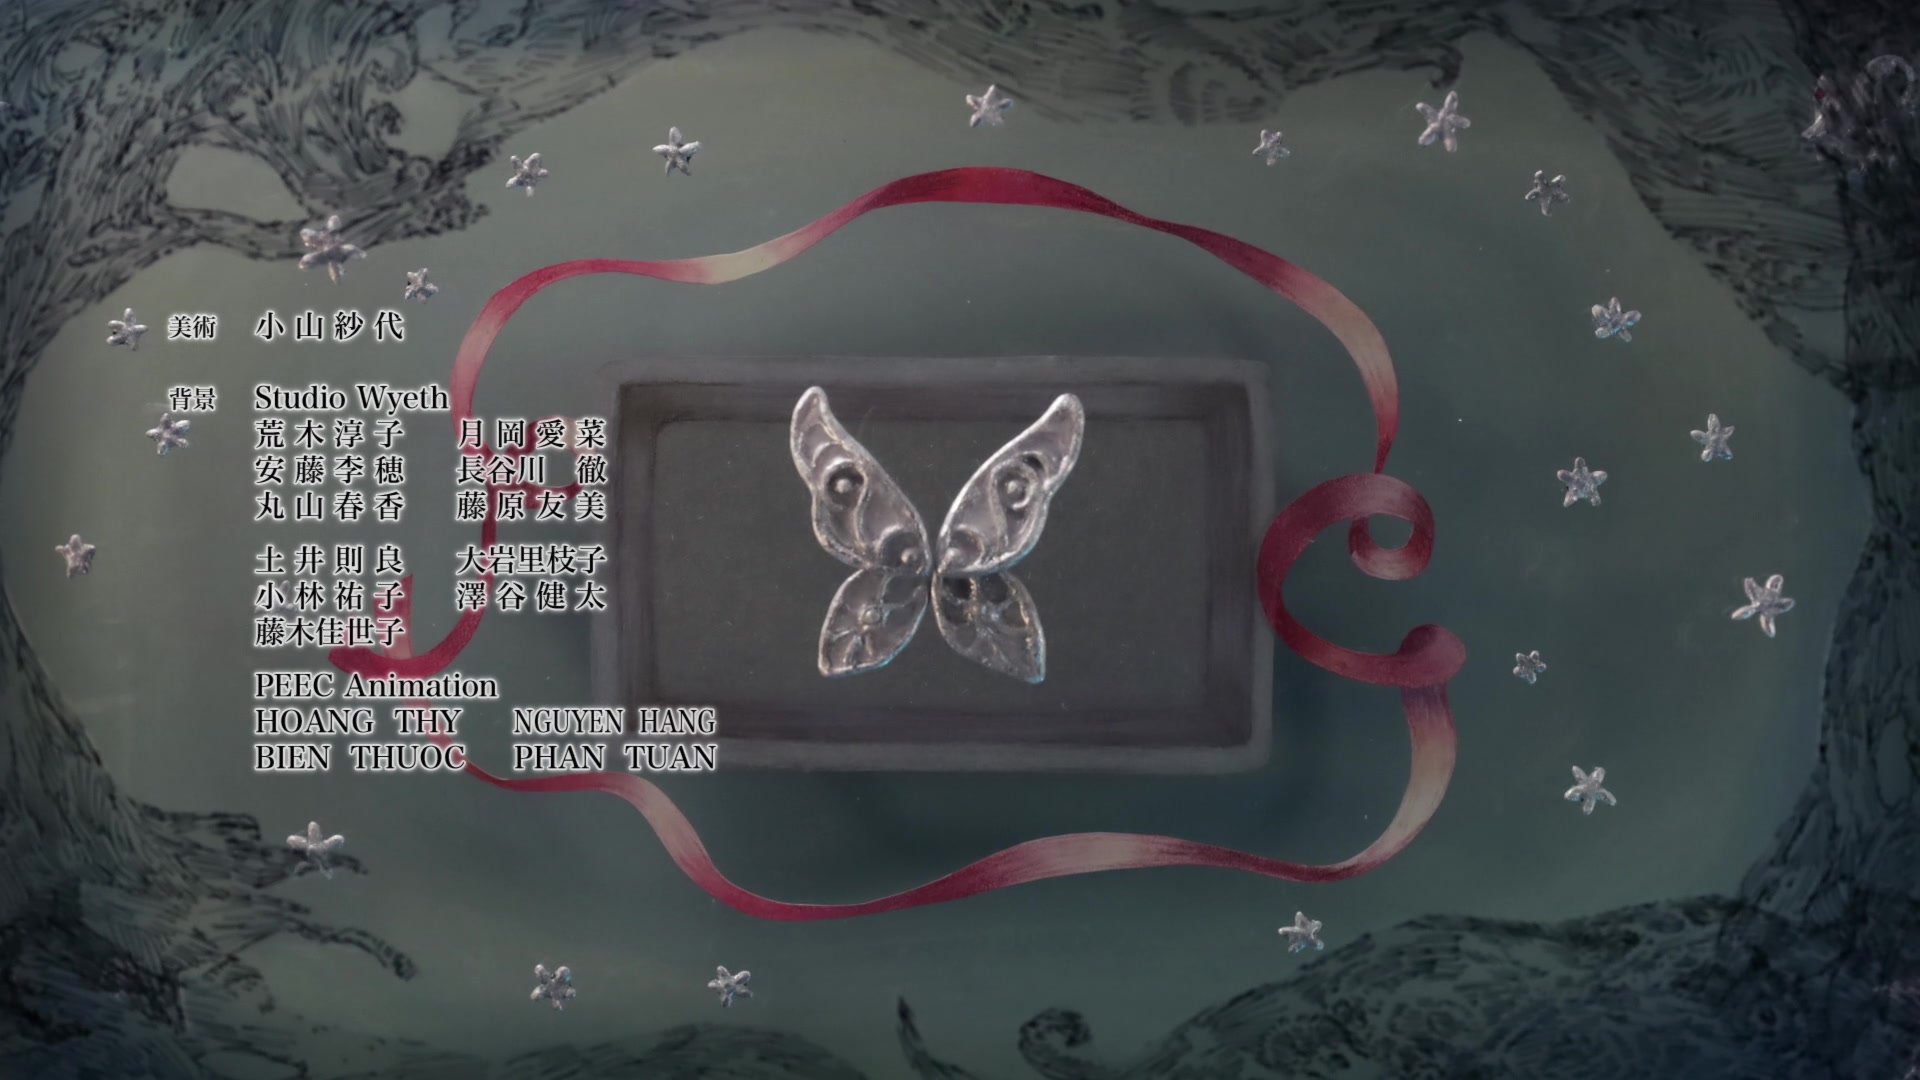 美術 小山紗代
背景 Studio Wyeth
荒木淳子 月岡愛菜
安藤李穂 長谷川 徹
丸山春香 藤原友美
土井則良 大岩里枝子
小林祐子 澤谷健太
藤木佳世子
PEEC Animation
HOANG THY NGUYEN HANG
BIEN THUOC PHAN TUAN